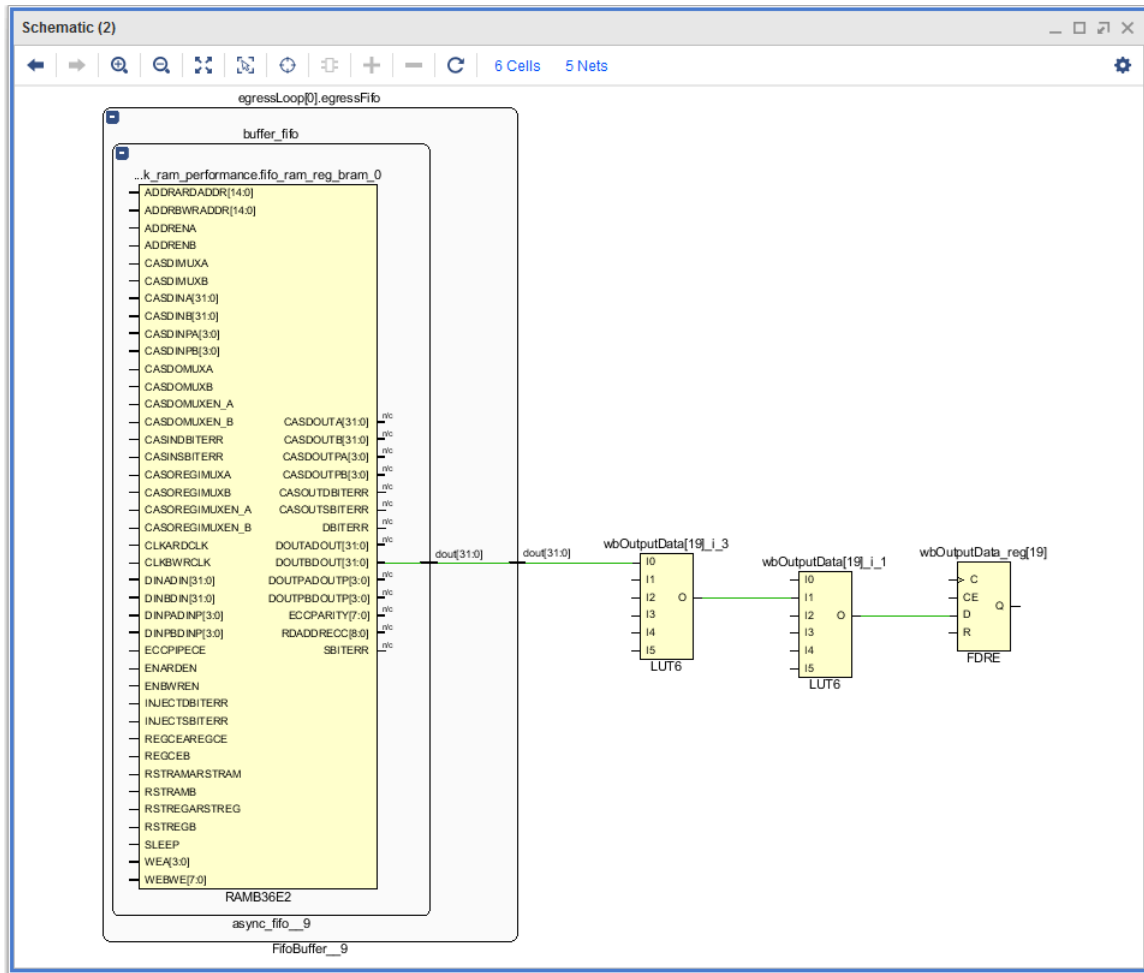 Schematic (2)
6 Cells 5 Nets
egressLoop[0].egressFifo
buffer_fifo
...k_ram_performance.fifo_ram_reg_bram_0
ADDRARDADDR[14:0]
ADDRBWRADDR[14:0]
ADDRENA
ADDRENB
CASDIMUXA
CASDIMUXB
CASDINA[31:0]
CASDINB[31:0]
CASDINPA[3:0]
CASDINPB[3:0]
CASDOMUXA
CASDOMUXB
CASDOMUXEN_A
CASDOMUXEN_B CASDOUTA[31:0] n/c
CASINDBITERR CASDOUTB[31:0] n/c
CASINSBITERR CASDOUTPA[3:0] n/c
CASOREGIMUXA CASDOUTPB[3:0] n/c
CASOREGIMUXB CASOUTDBITERR n/c
CASOREGIMUXEN_A CASOUTSBITERR n/c
CASOREGIMUXEN_B DBITERR n/c
CLKARDCLK DOUTADOUT[31:0] n/c
CLKBWRCLK DOUTBDOUT[31:0] dout[31:0] dout[31:0]
DINADIN[31:0] DOUTPADOUTP[3:0] n/c
DINBDIN[31:0] DOUTPBDOUTP[3:0] n/c
DINPADINP[3:0] ECCPARITY[7:0] n/c
DINPBDINP[3:0] RDADDRECC[8:0] n/c
ECCPIPECE SBITERR n/c
ENARDEN
ENBWREN
INJECTDBITERR
INJECTSBITERR
REGCEAREGCE
REGCEB
RSTRAMARSTRAM
RSTRAMB
RSTREGARSTREG
RSTREGB
SLEEP
WEA[3:0]
WEBWE[7:0]
RAMB36E2
async_fifo__9
FifoBuffer__9
wbOutputData[19]_i_3
I0
I1
I2 O
I3
I4
I5
LUT6
wbOutputData[19]_i_1
I0
I1
I2 O
I3
I4
I5
LUT6
wbOutputData_reg[19]
C
CE Q
D
R
FDRE